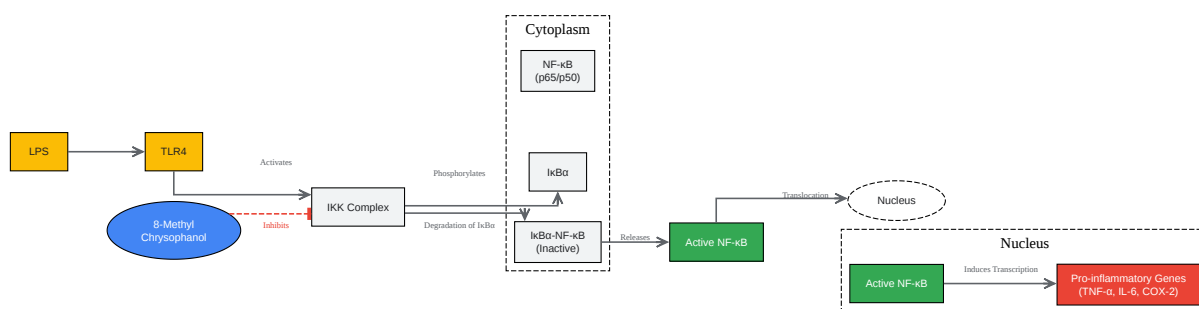 Cytoplasm
NF-κB
(p65/p50)
LPS
TLR4
Activates
Phosphorylates
IκBα
Translocation
Nucleus
IKK Complex
8-Methyl
Chrysophanol
Inhibits
Degradation of IκBα
IκBα-NF-κB
(Inactive)
Releases
Active NF-κB
Nucleus
Active NF-κB
Induces Transcription
Pro-inflammatory Genes
(TNF-α, IL-6, COX-2)